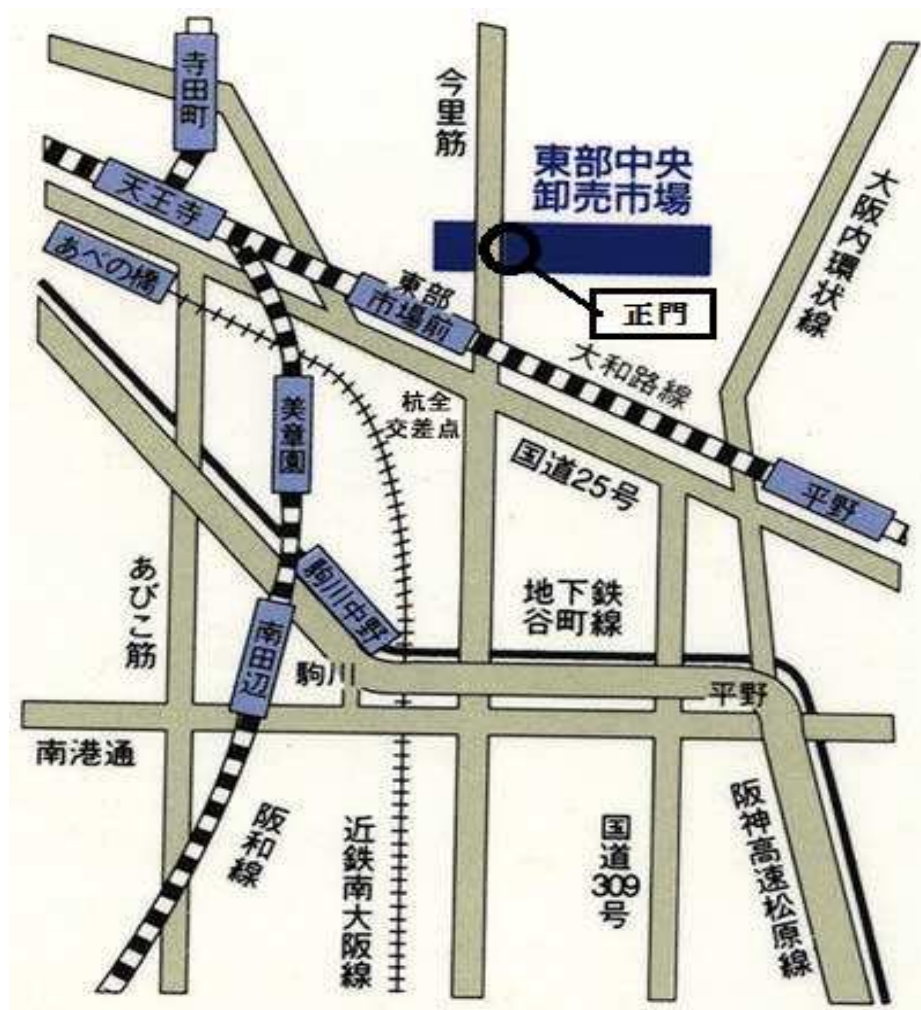 寺田町
今里筋
東部中央
卸売市場
大阪内環状線
天王寺
あべの橋
東部
市場前
正門
大和路線
美章園
杭全
交差点
国道25号
平野
あびこ筋
駒川中野
地下鉄
谷町線
南田辺
駒川
平野
南港通
阪和線
近鉄南大阪線
国道309号
阪神高速松原線